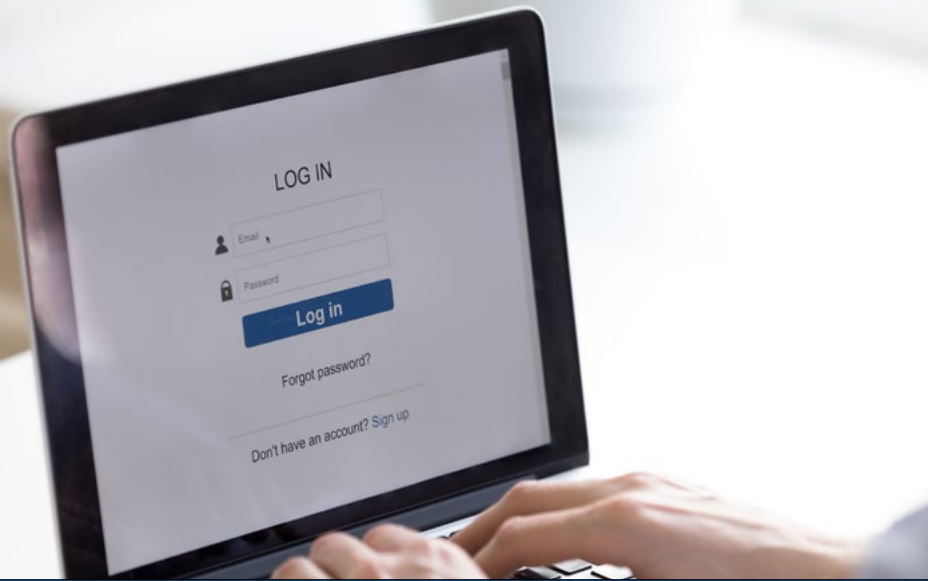 LOG IN
Email
Password
Log in
Forgot password?
Don't have an account? Sign up